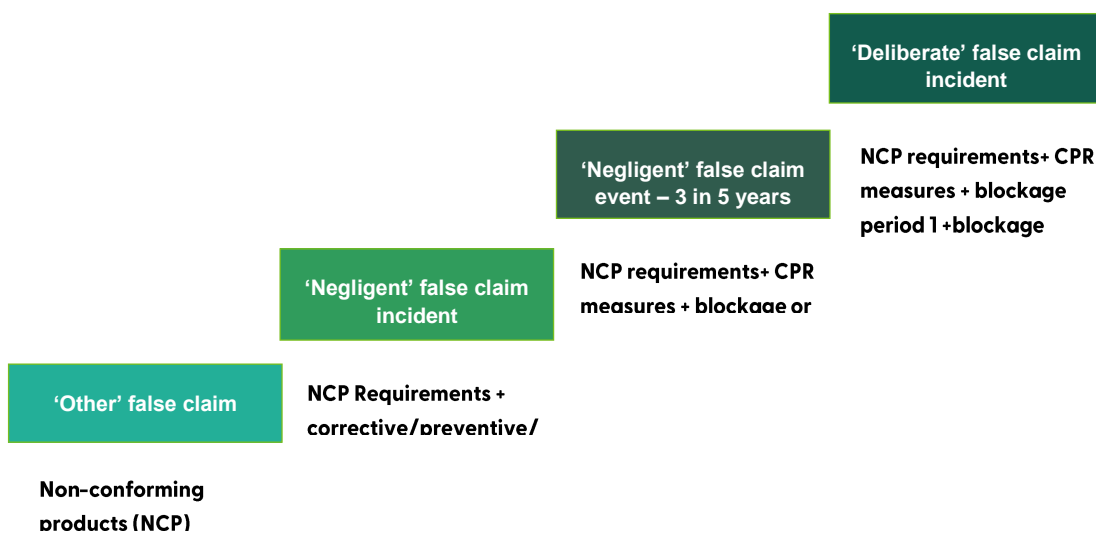 ‘Deliberate’ false claim
incident
NCP requirements+ CPR
measures + blockage
period 1 +blockage
‘Negligent’ false claim
event – 3 in 5 years
NCP requirements+ CPR
measures + blockage or
‘Negligent’ false claim
incident
NCP Requirements +
corrective/preventive/
‘Other’ false claim
Non-conforming
products (NCP)